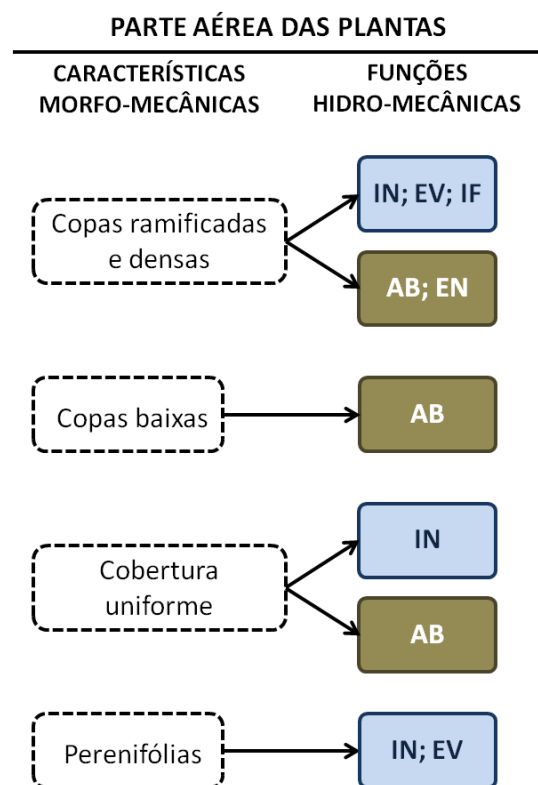 PARTE AÉREA DAS PLANTAS
CARACTERÍSTÍCAS
MORFO-MECÂNICAS
FUNÇÕES
HIDRO-MECÂNICAS
Copas ramificadas
e densas
IN; EV; IF
AB; EN
Copas baixas
AB
Cobertura
uniforme
IN
AB
Perenifólias
IN; EV